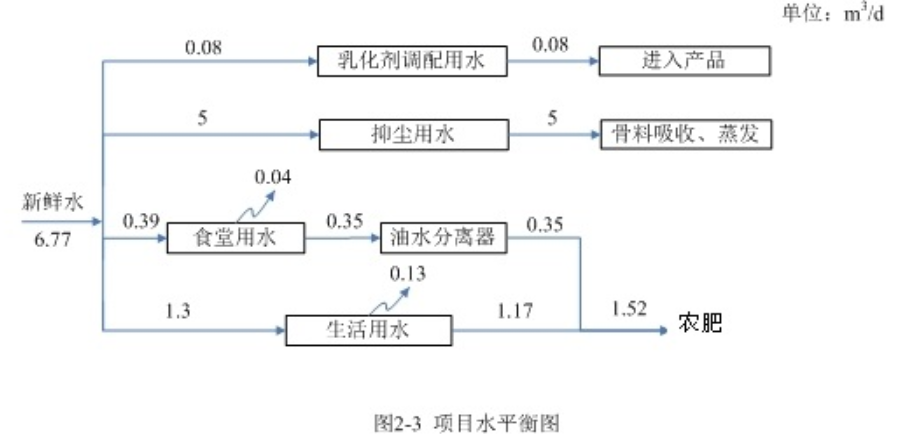 单位：m³/d
0.08
乳化剂调配用水
0.08
进入产品
5
抑尘用水
5
骨料吸收、蒸发
新鲜水
6.77
0.04
0.39
食堂用水
0.35
油水分离器
0.35
0.13
1.3
生活用水
1.17
1.52
农肥
图2-3 项目水平衡图